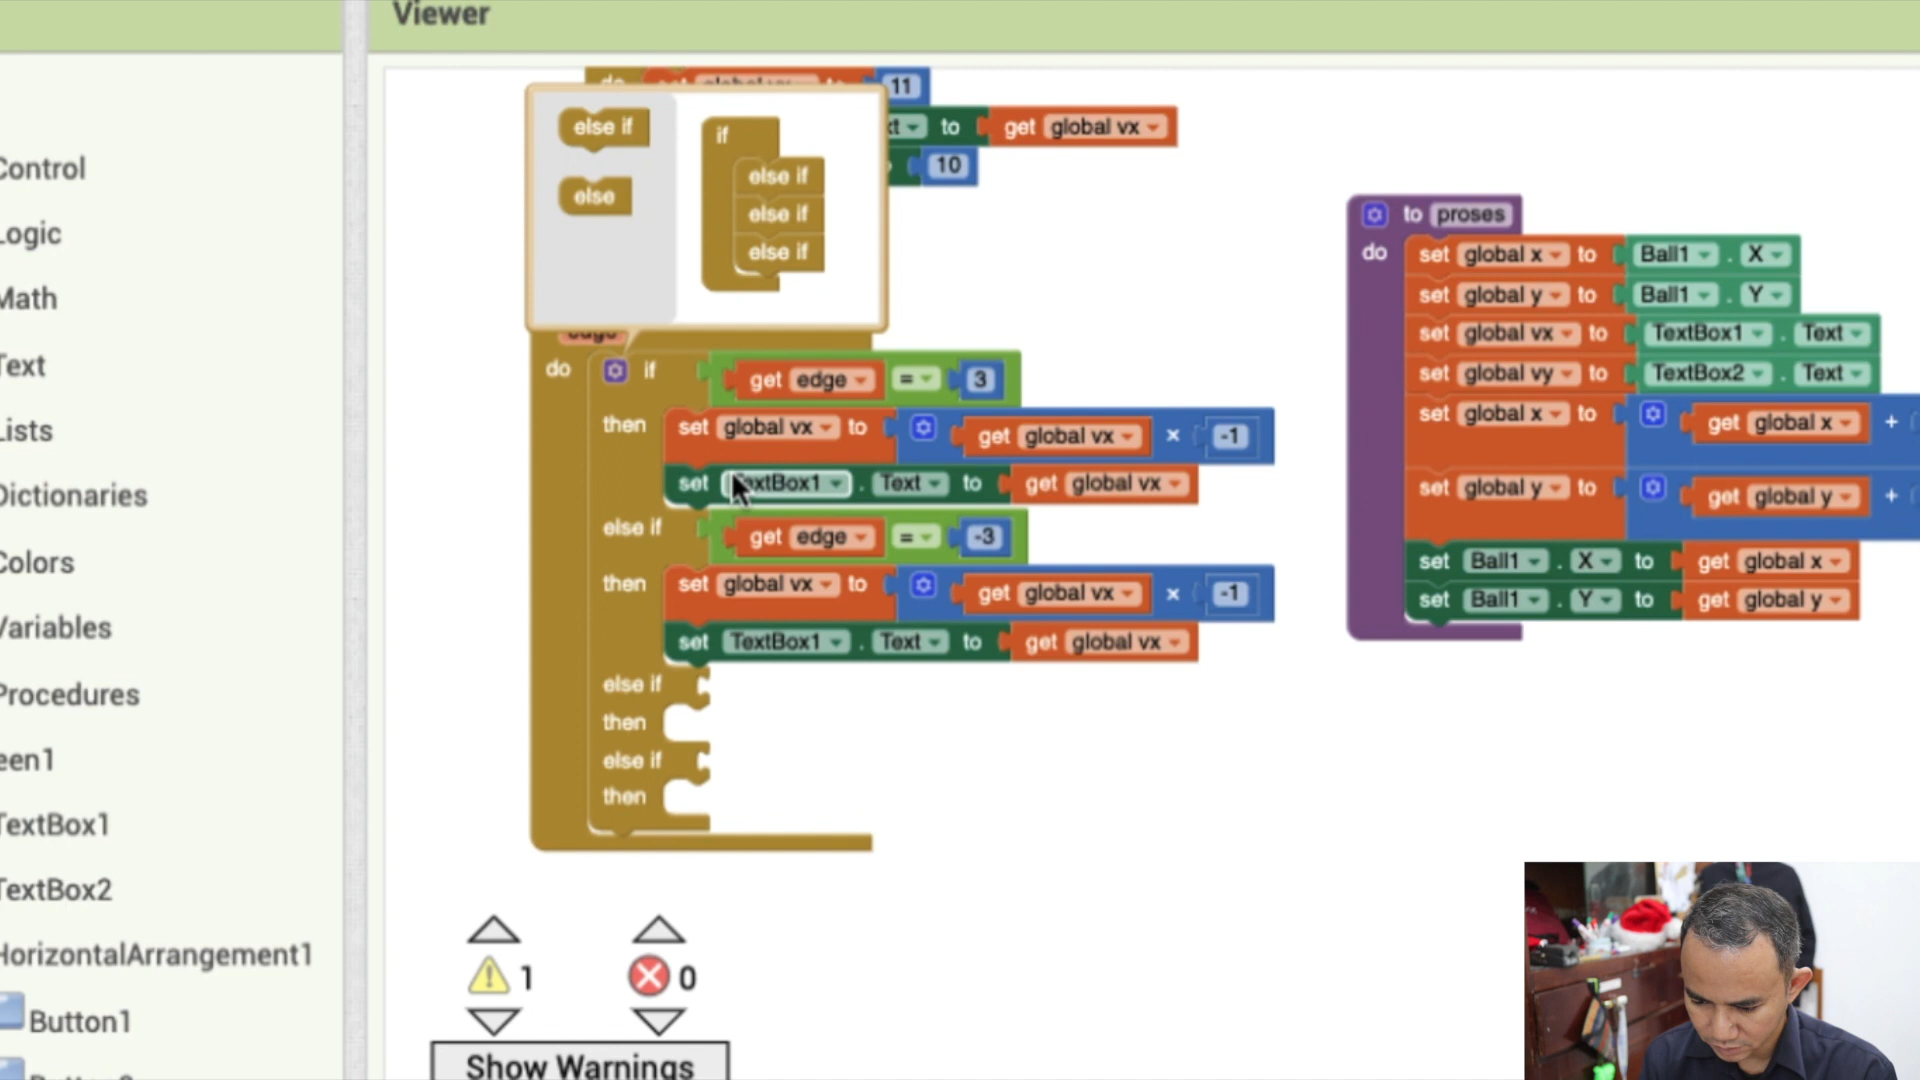 Viewer
Control
Logic
Math
Text
Lists
Dictionaries
Colors
Variables
Procedures
een1
TextBox1
TextBox2
HorizontalArrangement1
Button1
11
to get global vx
10
else if
else
if
else if
else if
else if
edge
do if get edge = 3
then set global vx to get global vx × -1
set TextBox1 . Text to get global vx
else if get edge = -3
then set global vx to get global vx × -1
set TextBox1 . Text to get global vx
else if
then
else if
then
to proses
do set global x to Ball1 . X
set global y to Ball1 . Y
set global vx to TextBox1 . Text
set global vy to TextBox2 . Text
set global x to get global x +
set global y to get global y +
set Ball1 . X to get global x
set Ball1 . Y to get global y
1 0
Show Warnings